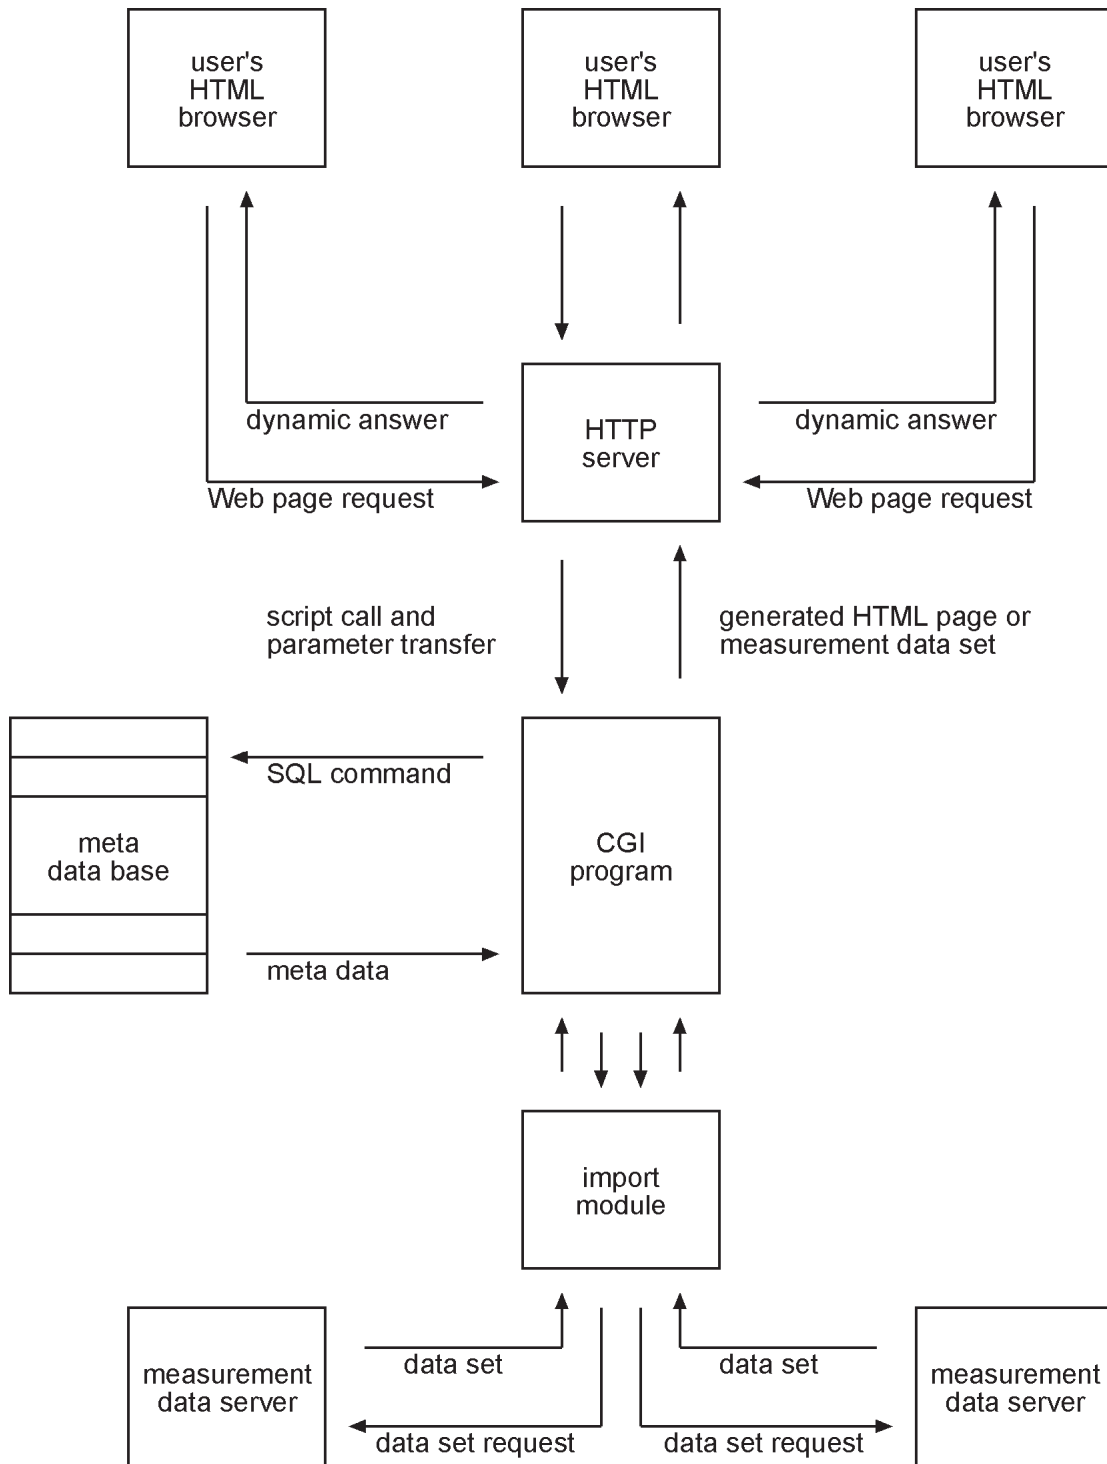 user's
HTML
browser
user's
HTML
browser
user's
HTML
browser
dynamic answer
Web page request
HTTP
server
dynamic answer
Web page request
script call and
parameter transfer
generated HTML page or
measurement data set
meta
data base
SQL command
meta data
CGI
program
import
module
measurement
data server
data set
data set request
data set
data set request
measurement
data server